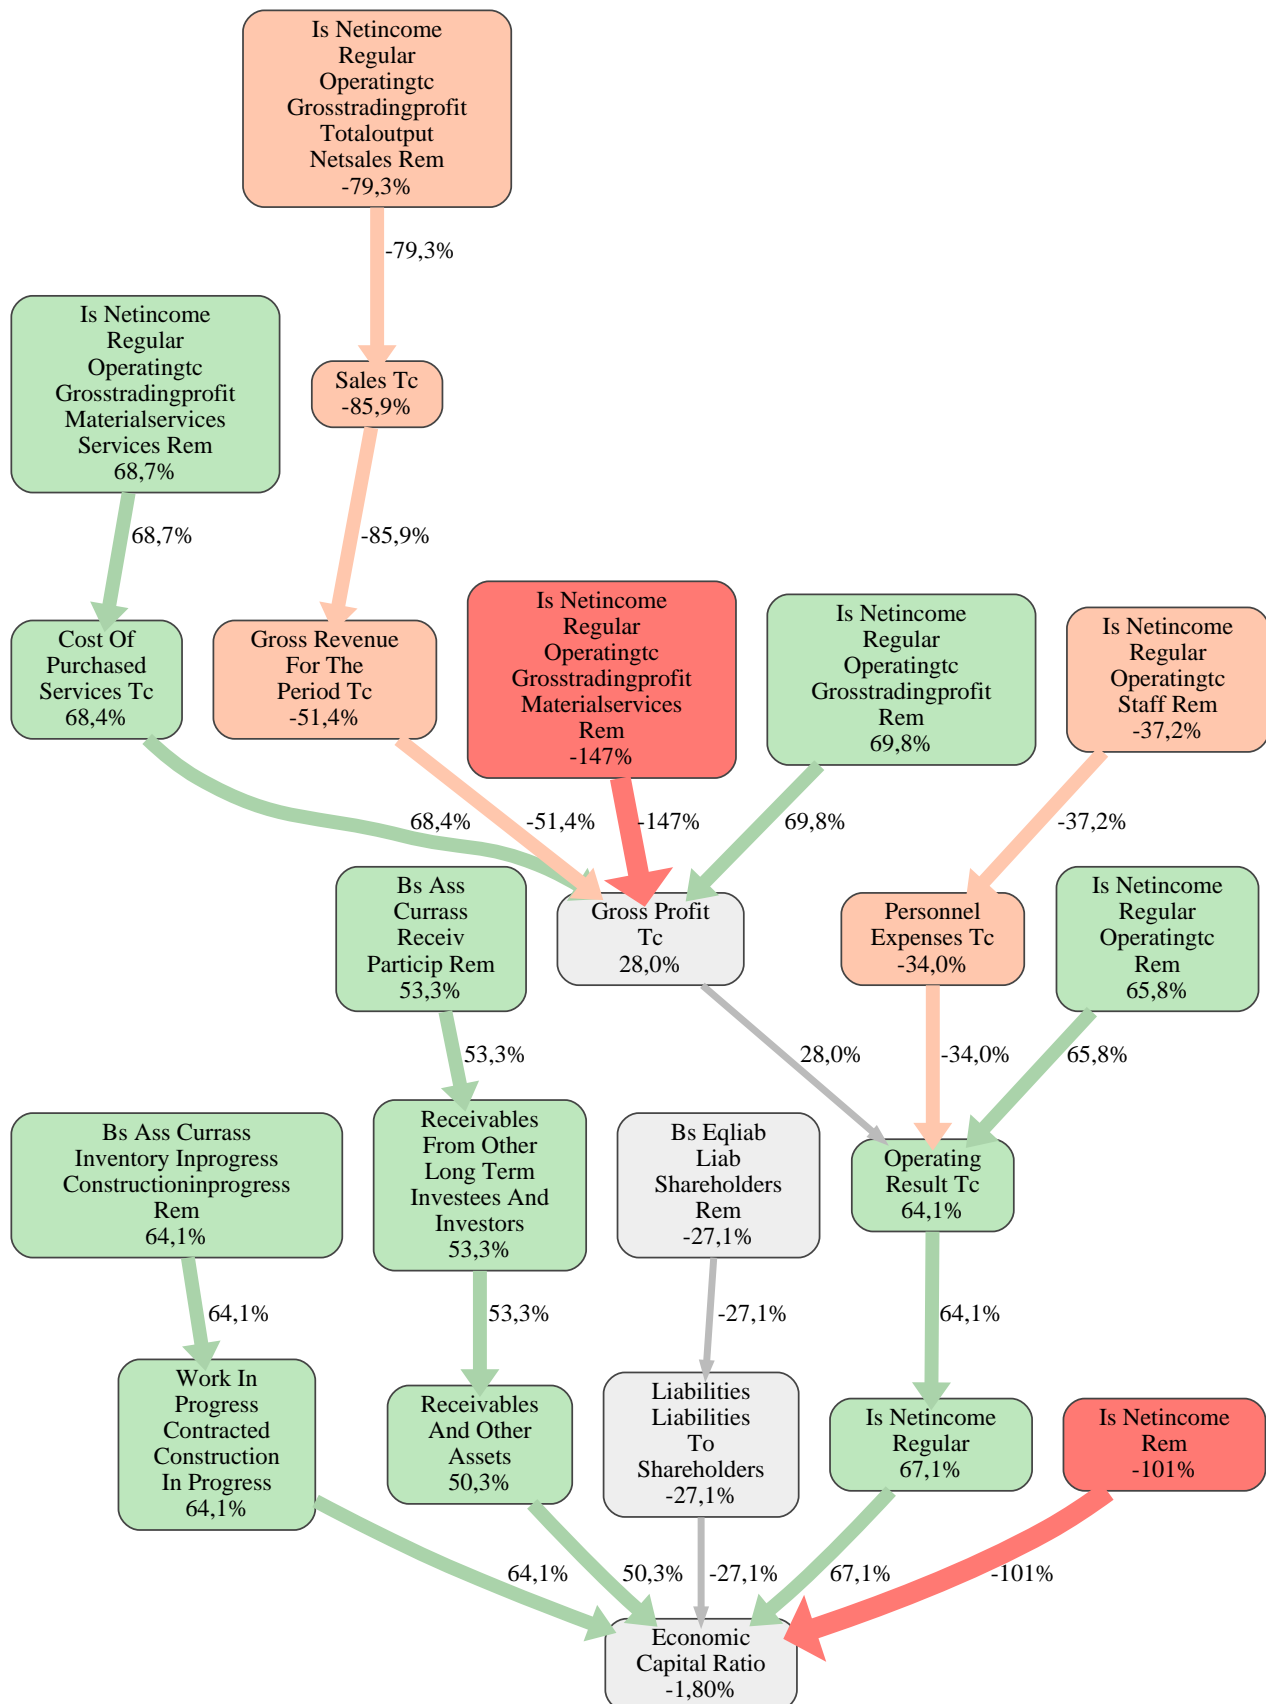 Is Netincome
Regular
Operatingtc
Grosstradingprofit
Totaloutput
Netsales Rem
-79,3%
-79,3%
Is Netincome
Regular
Operatingtc
Grosstradingprofit
Materialservices
Services Rem
68,7%
Sales Tc
-85,9%
68,7%
-85,9%
Cost Of
Purchased
Services Tc
68,4%
Gross Revenue
For The
Period Tc
-51,4%
Is Netincome
Regular
Operatingtc
Grosstradingprofit
Materialservices
Rem
-147%
Is Netincome
Regular
Operatingtc
Grosstradingprofit
Rem
69,8%
Is Netincome
Regular
Operatingtc
Staff Rem
-37,2%
68,4%
-51,4%
-147%
69,8%
-37,2%
Bs Ass
Currass
Receiv
Particip Rem
53,3%
Gross Profit
Tc
28,0%
Personnel
Expenses Tc
-34,0%
Is Netincome
Regular
Operatingtc
Rem
65,8%
53,3%
28,0%
-34,0%
65,8%
Bs Ass Currass
Inventory Inprogress
Constructioninprogress
Rem
64,1%
Receivables
From Other
Long Term
Investees And
Investors
53,3%
Bs Eqliab
Liab
Shareholders
Rem
-27,1%
Operating
Result Tc
64,1%
64,1%
53,3%
-27,1%
64,1%
Work In
Progress
Contracted
Construction
In Progress
64,1%
Receivables
And Other
Assets
50,3%
Liabilities
Liabilities
To
Shareholders
-27,1%
Is Netincome
Regular
67,1%
Is Netincome
Rem
-101%
64,1%
50,3%
-27,1%
67,1%
-101%
Economic
Capital Ratio
-1,80%